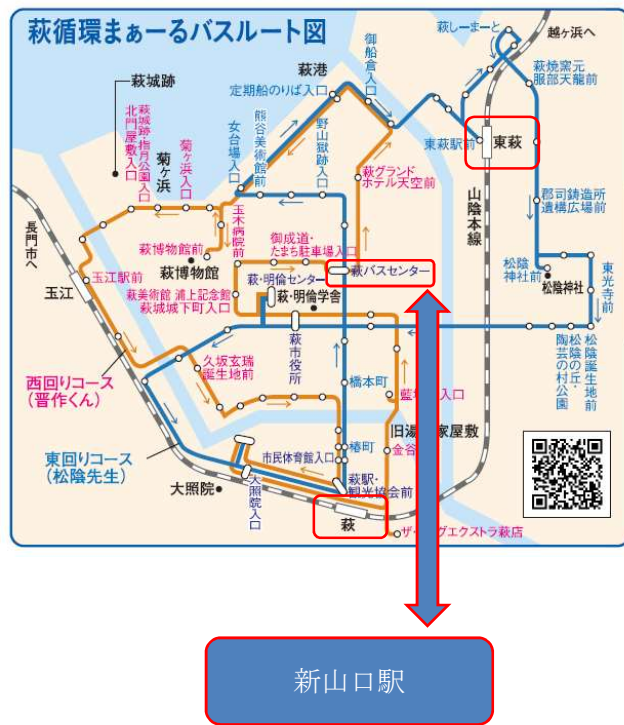 萩循環まぁーるバスルート図
萩しーまーと
越ヶ浜へ
御船倉入口
萩港
定期船のりば入口
萩焼窯元
服部天龍前
萩城跡
東萩駅前
東萩
萩城跡・指月公園入口
北門屋敷入口
菊ヶ浜
菊ヶ浜入口
女台場入口
熊谷美術館前
野山獄跡入口
萩グランド
ホテル天空前
山陰本線
郡司鋳造所
遺構広場前
長門市へ
玉木病院前
御成道・
たまち駐車場入口
萩博物館前
萩博物館
萩バスセンター
松陰
神社前
松陰神社
東光寺前
玉江駅前
玉江
萩・明倫センター
萩美術館 浦上記念館
萩城城下町入口
萩・明倫学舎
萩市役所
松陰誕生地前
松陰の丘・
陶芸の村公園
西回りコース
(晋作くん)
久坂玄瑞
誕生地前
橋本町
入口
旧湯
家屋敷
東回りコース
(松陰先生)
市民体育館入口
椿町
金谷
大照院
大照院入口
萩駅・
観光協会前
萩
ザ・
グエクストラ萩店
新山口駅